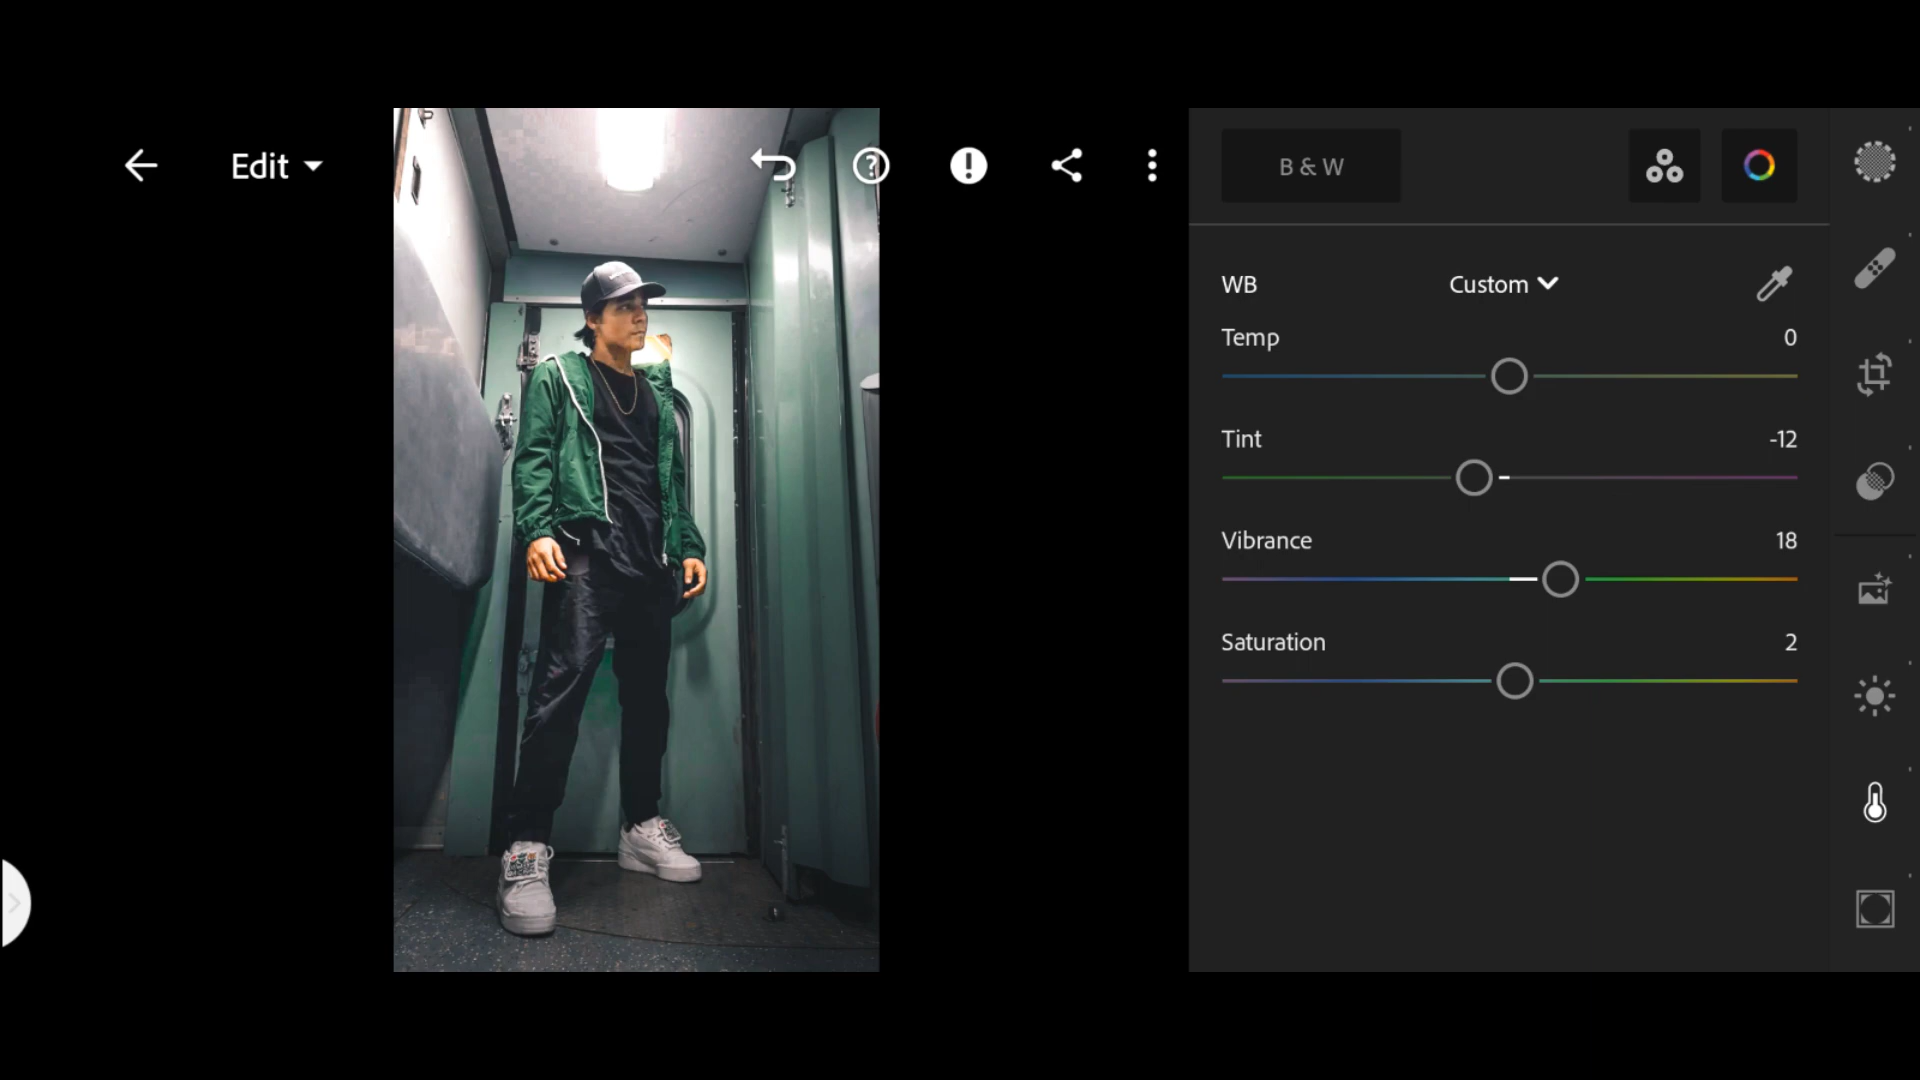 Edit
B & W
WB
Custom
Temp
0
Tint
-12
Vibrance
18
Saturation
2